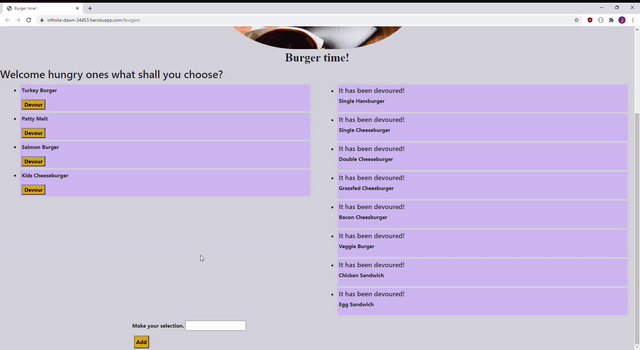 Burger time!
infinite-dawn-34453.herokuapp.com/burgers
Burger time!
Welcome hungry ones what shall you choose?
Turkey Burger
Devour
Patty Melt
Devour
Salmon Burger
Devour
Kids Cheeseburger
Devour
It has been devoured!
Single Hamburger
It has been devoured!
Single Cheeseburger
It has been devoured!
Double Cheeseburger
It has been devoured!
Grassfed Cheesburger
It has been devoured!
Bacon Cheesburger
It has been devoured!
Veggie Burger
It has been devoured!
Chicken Sandwich
It has been devoured!
Egg Sandwich
Make your selection.
Add